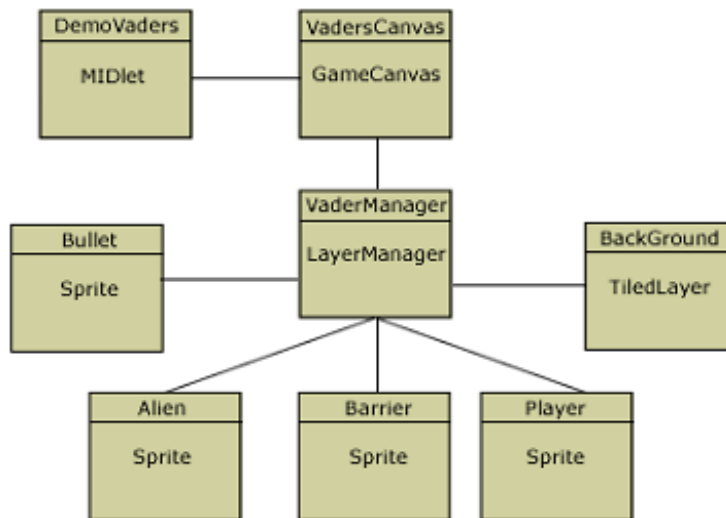 DemoVaders
MIDlet
VadersCanvas
GameCanvas
VaderManager
LayerManager
Bullet
Sprite
BackGround
TiledLayer
Alien
Sprite
Barrier
Sprite
Player
Sprite